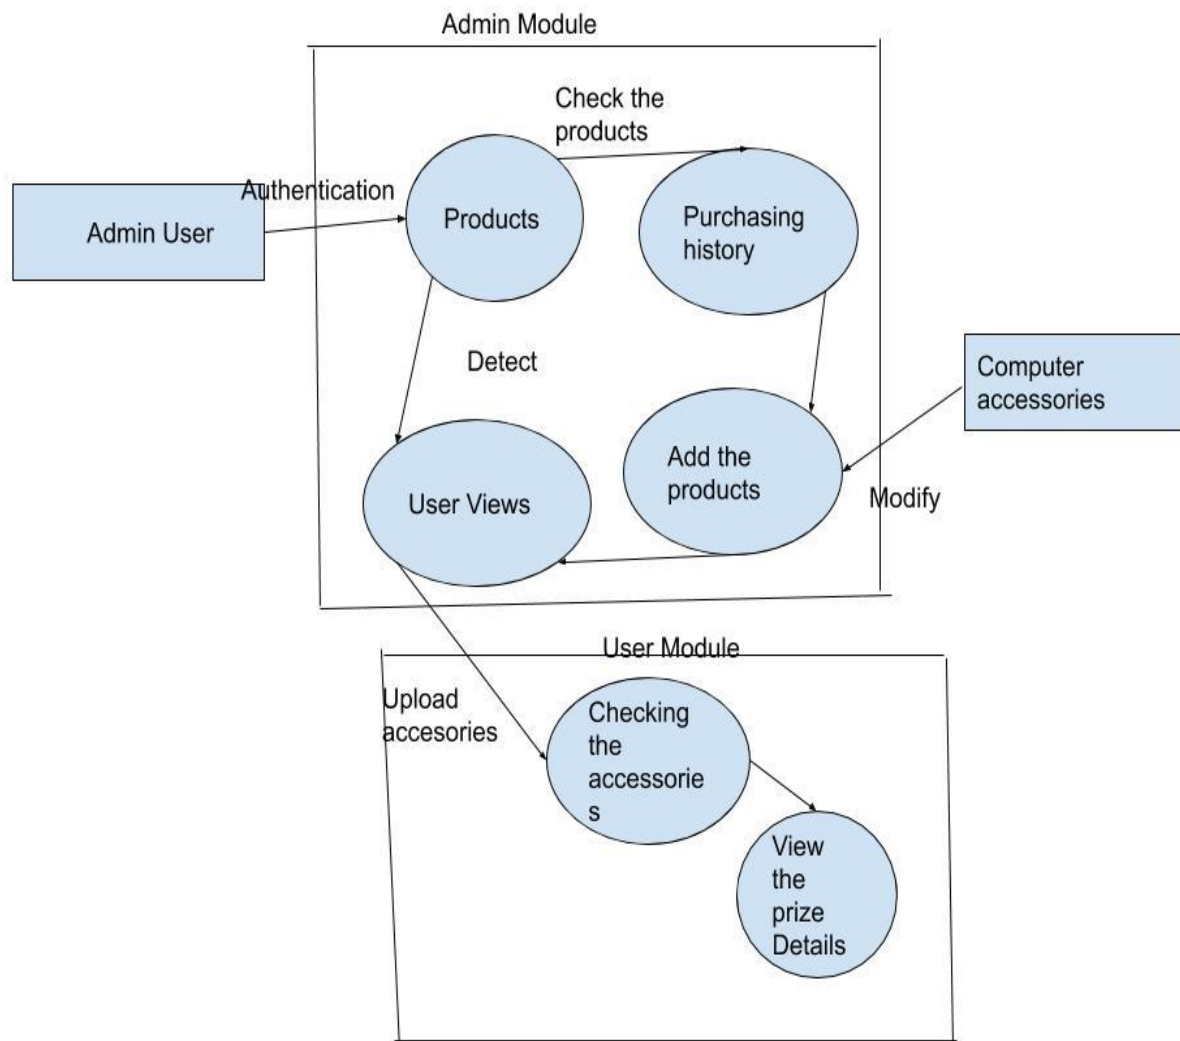 Admin Module
Check the
products
Authentication
Admin User
Products
Purchasing
history
Detect
Computer
accessories
User Views
Add the
products
Modify
User Module
Upload
accesories
Checking
the
accessorie
s
View
the
prize
Details